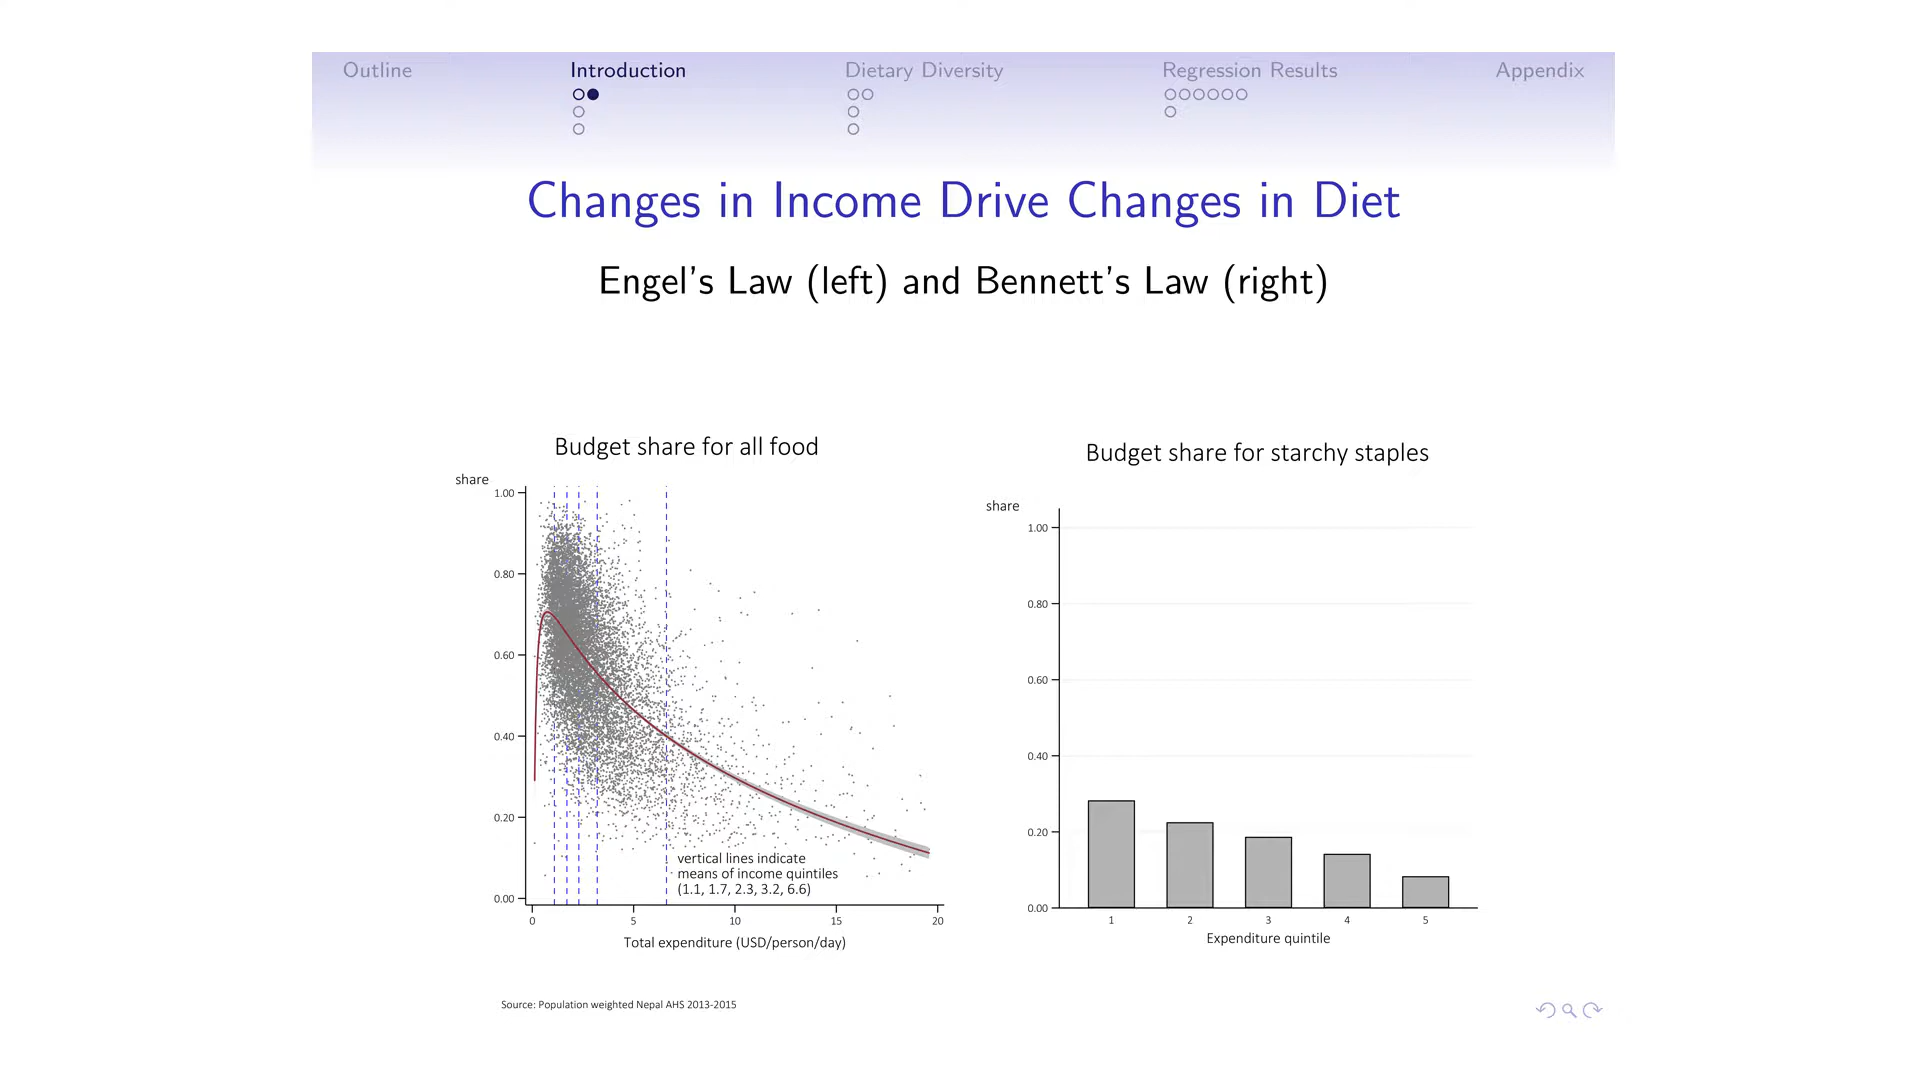 Outline Introduction Dietary Diversity Regression Results Appendix
Changes in Income Drive Changes in Diet
Engel's Law (left) and Bennett's Law (right)
Budget share for all food
share
1.00
0.80
0.60
0.40
0.20
0.00
vertical lines indicate
means of income quintiles
(1.1, 1.7, 2.3, 3.2, 6.6)
0 5 10 15 20
Total expenditure (USD/person/day)
Budget share for starchy staples
share
1.00
0.80
0.60
0.40
0.20
0.00
1 2 3 4 5
Expenditure quintile
Source: Population weighted Nepal AHS 2013-2015